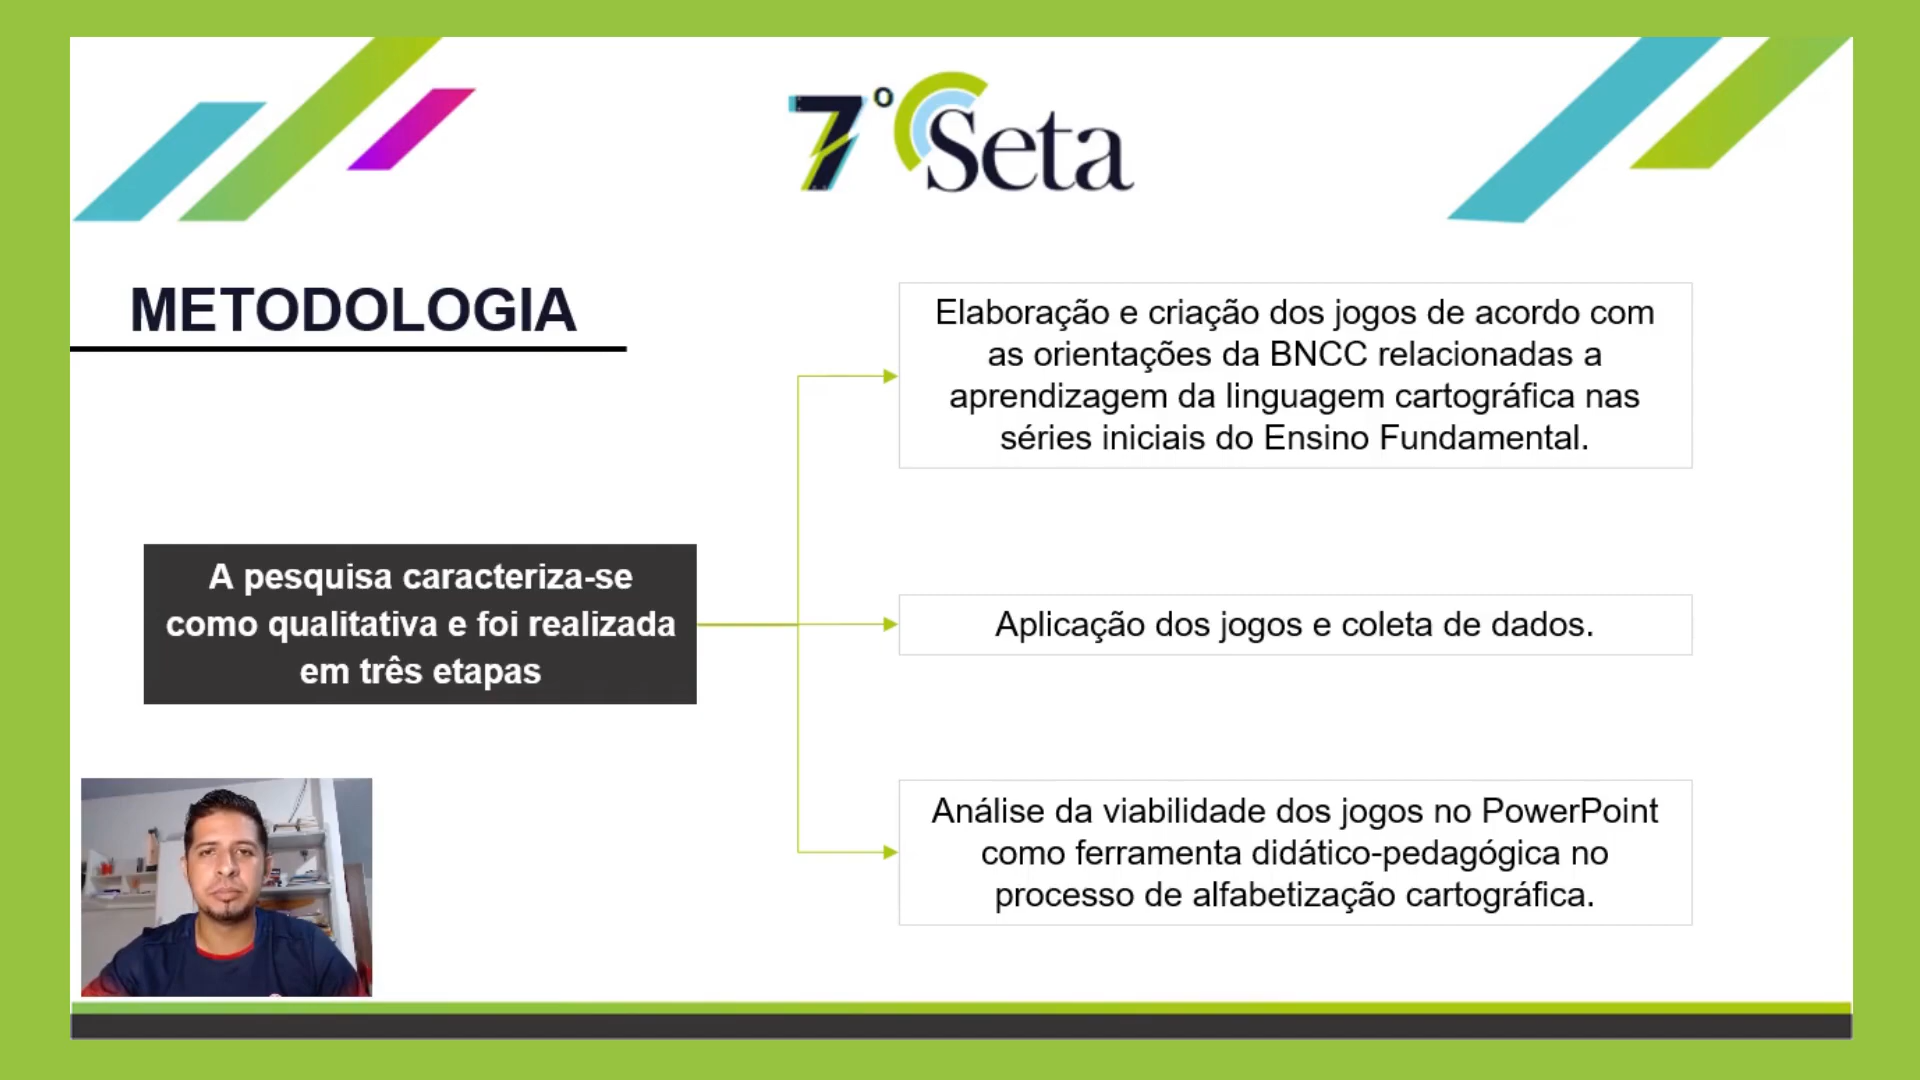 7º Seta
METODOLOGIA
Elaboração e criação dos jogos de acordo com
as orientações da BNCC relacionadas a
aprendizagem da linguagem cartográfica nas
séries iniciais do Ensino Fundamental.
A pesquisa caracteriza-se
como qualitativa e foi realizada
em três etapas
Aplicação dos jogos e coleta de dados.
Análise da viabilidade dos jogos no PowerPoint
como ferramenta didático-pedagógica no
processo de alfabetização cartográfica.